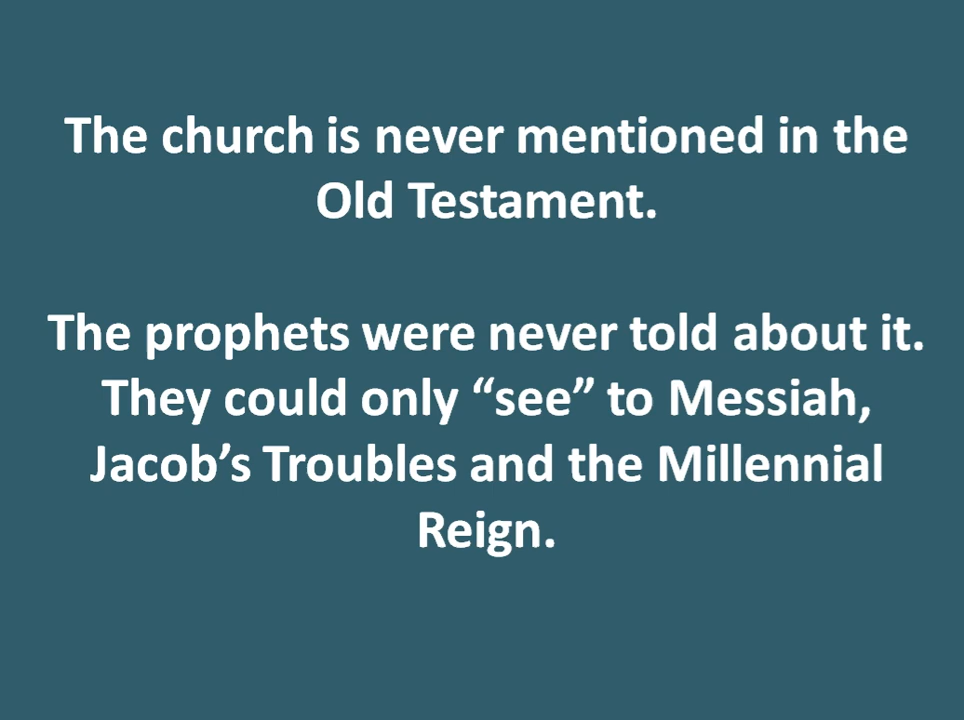 The church is never mentioned in the
Old Testament.
The prophets were never told about it.
They could only “see” to Messiah,
Jacob’s Troubles and the Millennial
Reign.